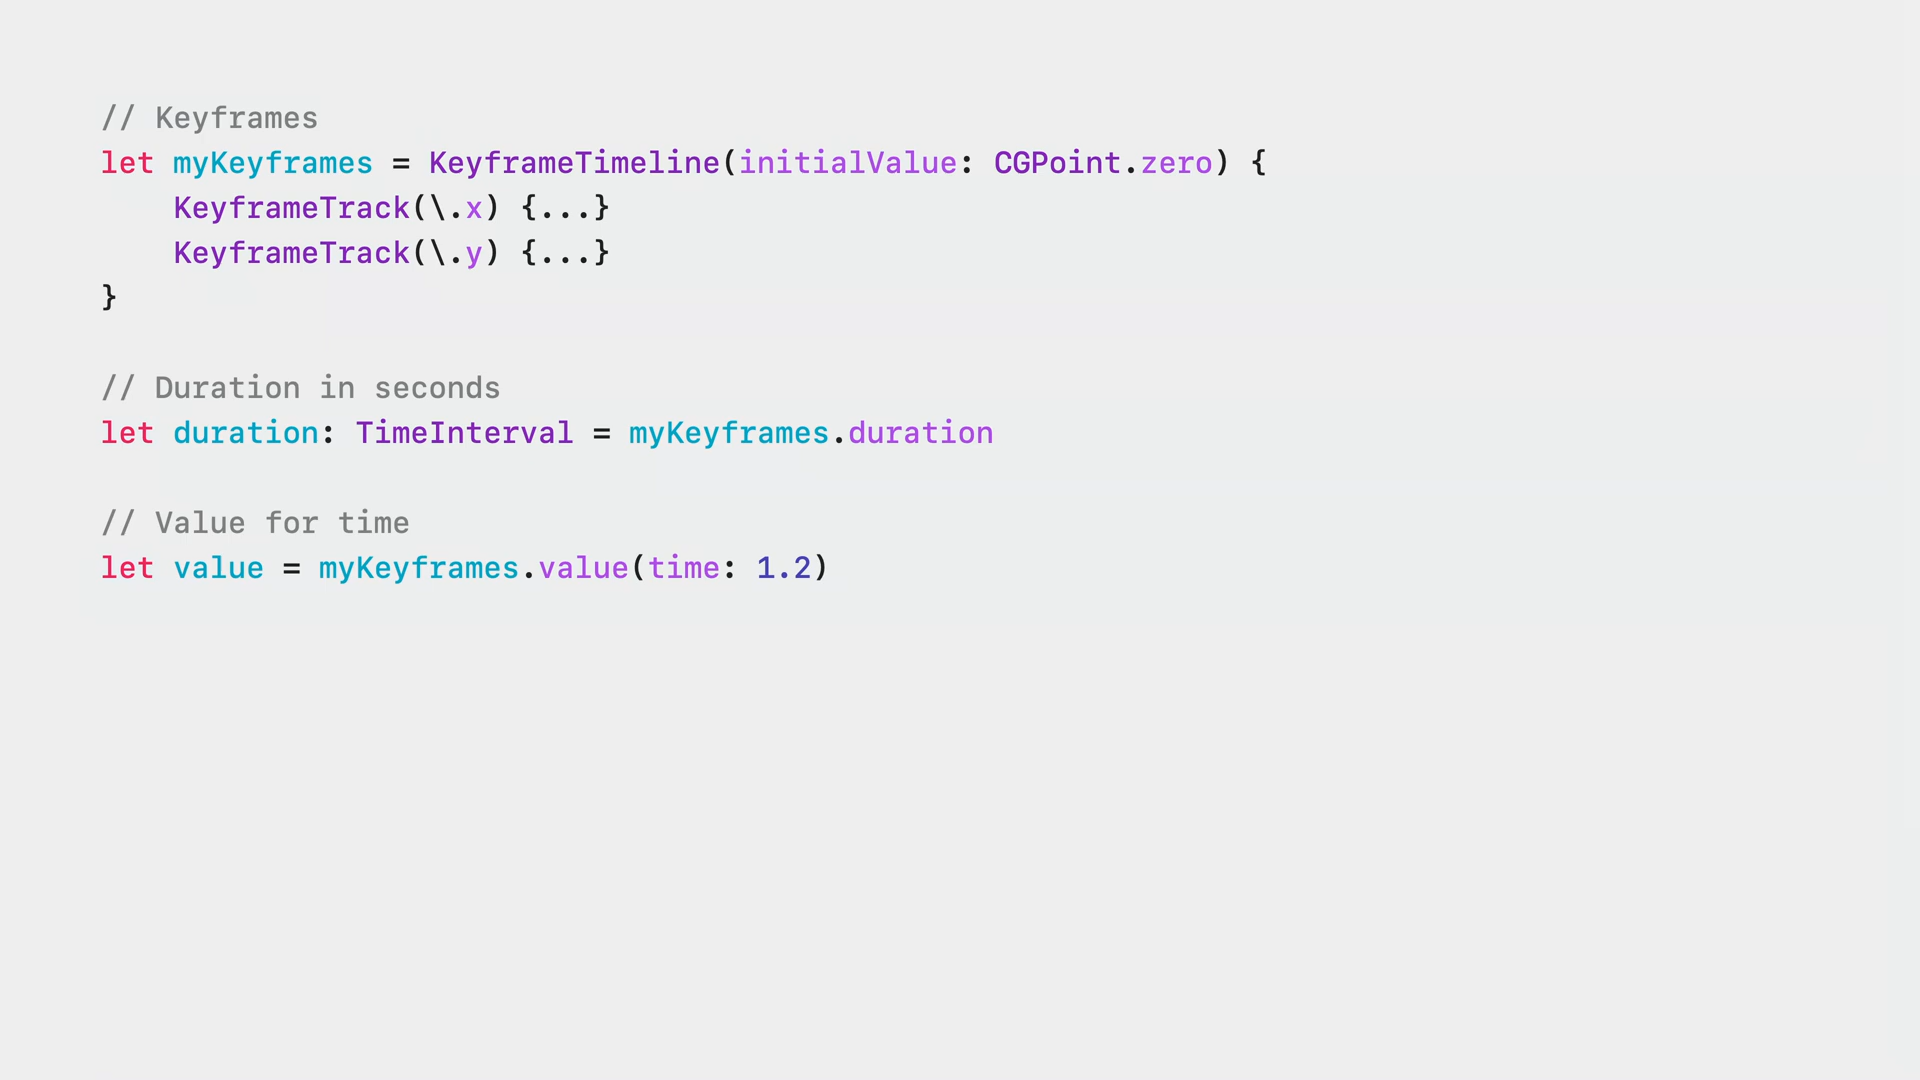 // Keyframes
let myKeyframes = KeyframeTimeline(initialValue: CGPoint.zero) {
    KeyframeTrack(\.x) {...}
    KeyframeTrack(\.y) {...}
}
// Duration in seconds
let duration: TimeInterval = myKeyframes.duration
// Value for time
let value = myKeyframes.value(time: 1.2)